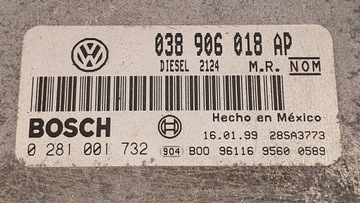 038 906 018 AP
DIESEL 2124 M.R. NOM
BOSCH
Hecho en México
16.01.99 28SA3773
0 281 001 732 904 B00 96116 9560 0589